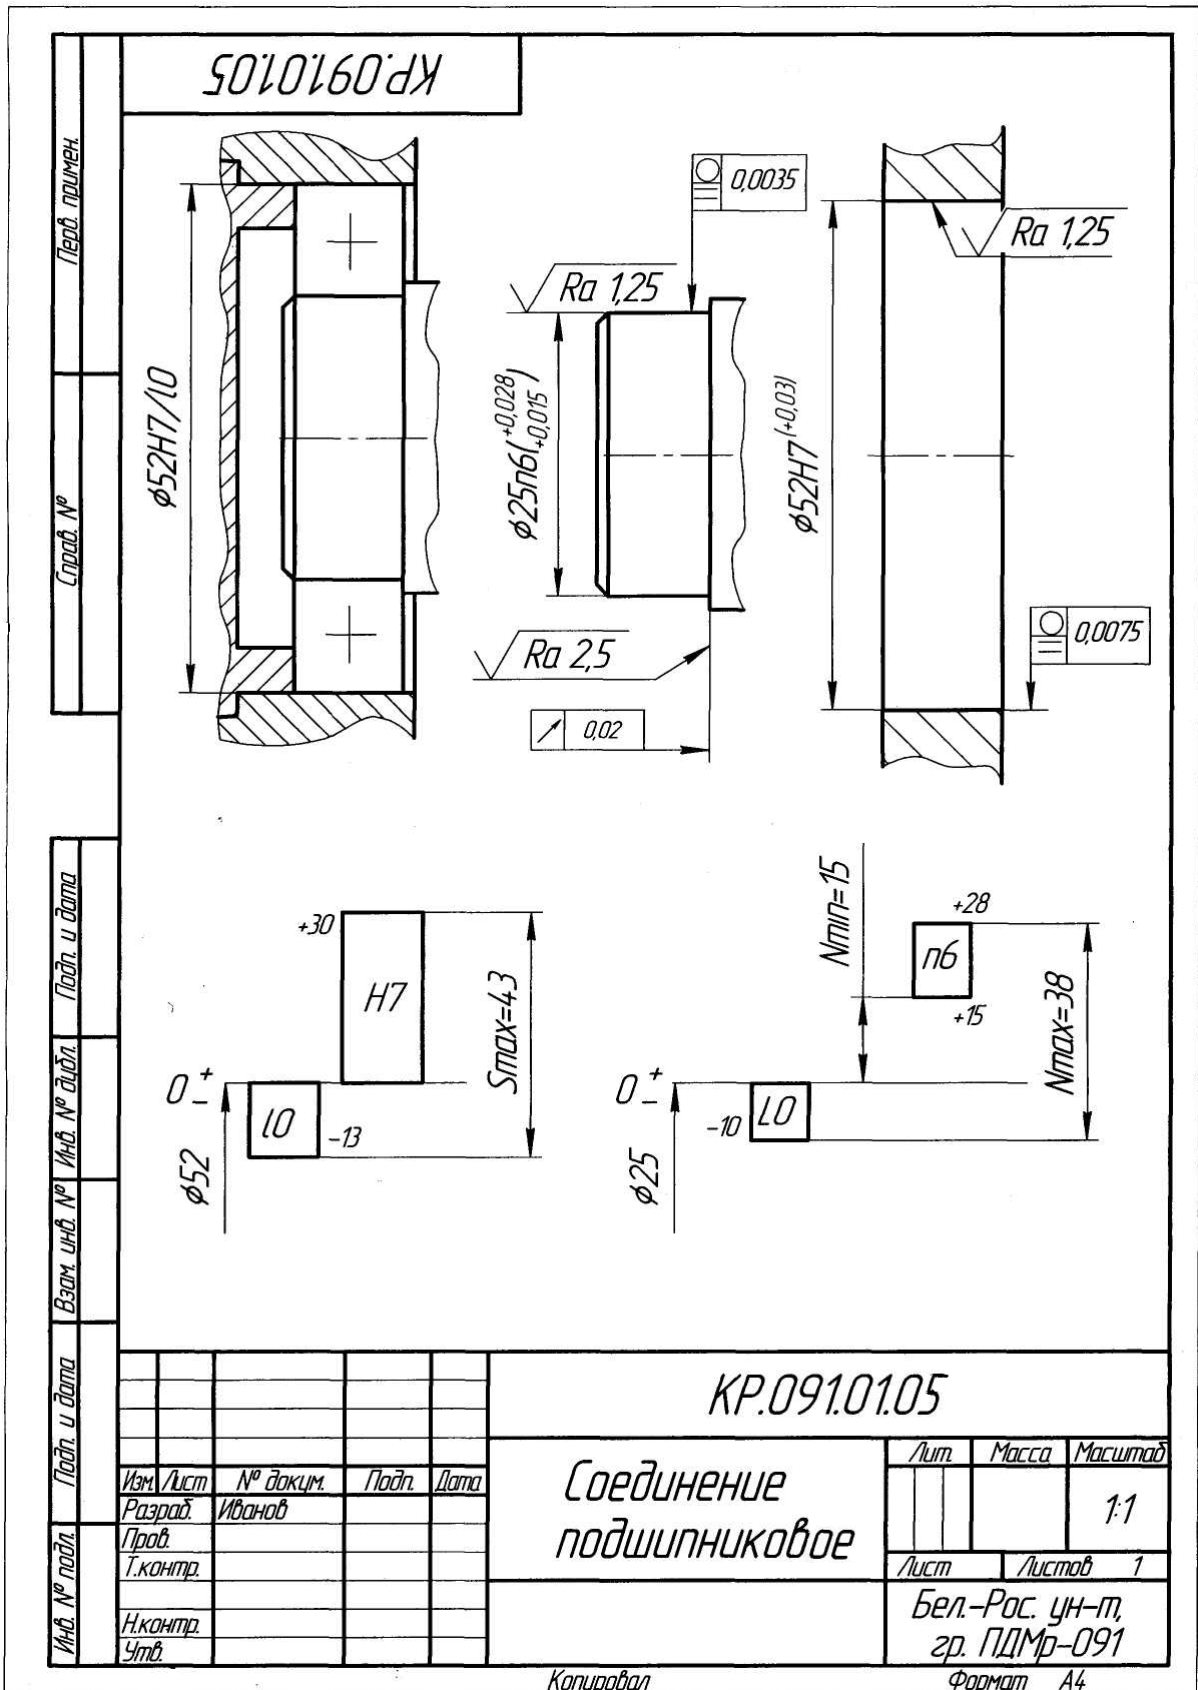 КР.091.01.05
Перв. примен.
Справ. №
Подп. и дата
Инв. № дубл.
Взам. инв. №
Подп. и дата
Инв. № подл.
⌀52H7/l0
Ra 1,25
0,0035
⌀25n6(+0,028 +0,015)
Ra 2,5
0,02
⌀52H7(+0,03)
Ra 1,25
0,0075
+30
H7
Smax=43
0 + −
l0
−13
⌀52
Nmin=15
+28
n6
+15
Nmax=38
0 + −
L0
−10
⌀25
КР.091.01.05
Изм. Лист № докум. Подп. Дата
Разраб. Иванов
Пров.
Т.контр.
Н.контр.
Утв.
Соединение
подшипниковое
Лит. Масса Масштаб
1:1
Лист Листов 1
Бел.-Рос. ун-т,
гр. ПДМр-091
Копировал Формат А4